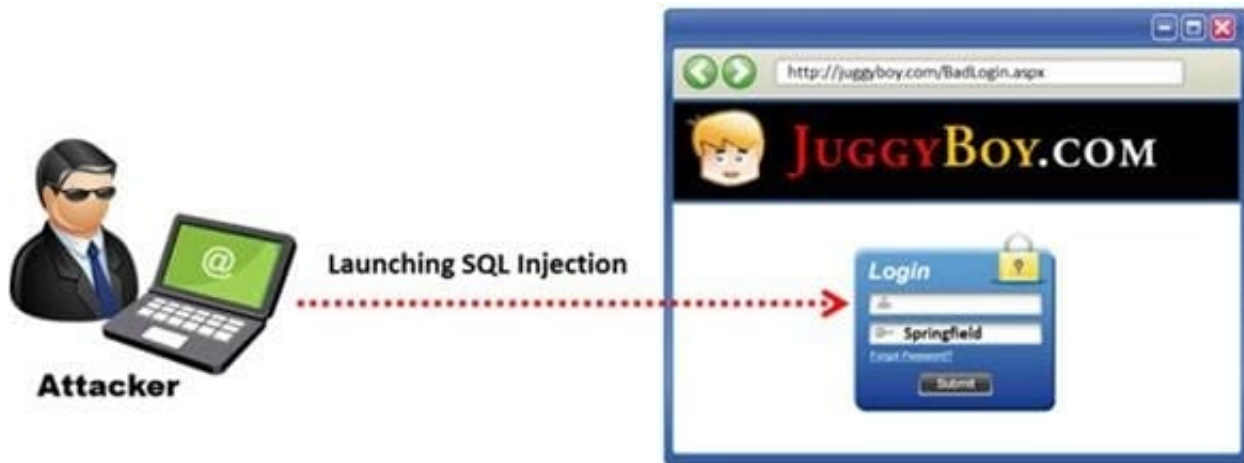 http://juggyboy.com/BadLogin.aspx
JUGGYBOY.COM
@
Launching SQL Injection
Login
Springfield
Forgot Password?
Submit
Attacker